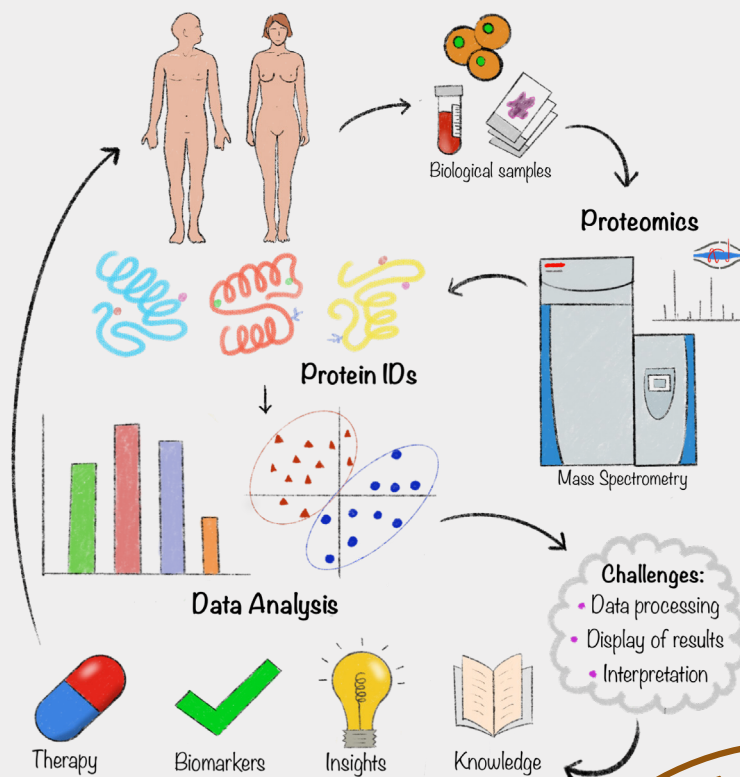 Biological samples
Proteomics
Protein IDs
Mass Spectrometry
Data Analysis
Challenges:
Data processing
Display of results
Interpretation
Therapy
Biomarkers
Insights
Knowledge